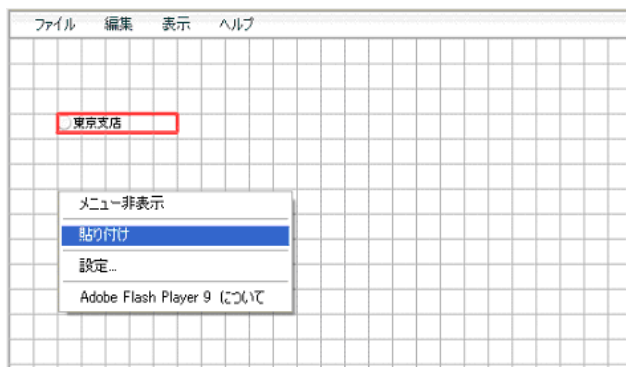 ファイル 編集 表示 ヘルプ
東京支店
メニュー非表示
貼り付け
設定...
Adobe Flash Player 9 について